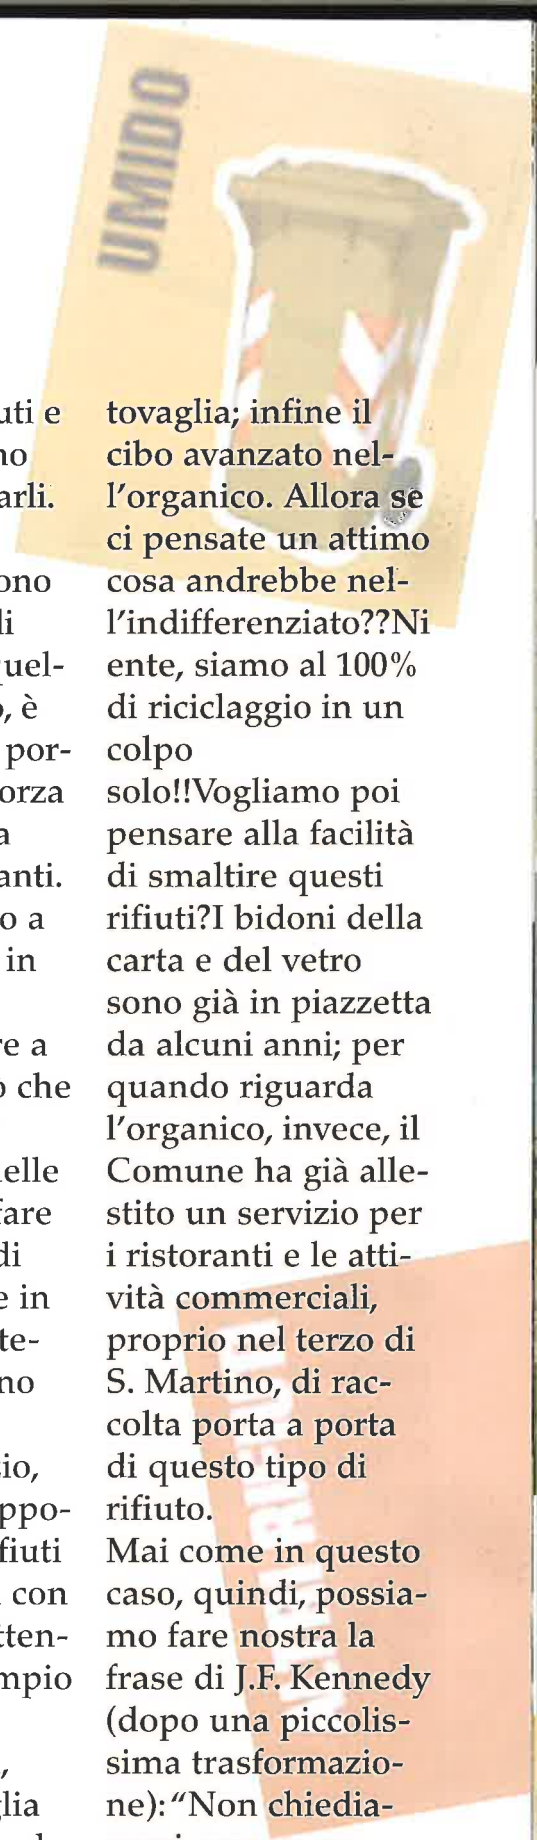 UMIDO
uti e
no
arli.
ono
li
uel-
o, è
por-
orza
a
anti.
o a
in
re a
o che
elle
fare
di
e in
te-
no
io,
ppo-
fiuti
con
tten-
mpio
,
lia
tovaglia; infine il
cibo avanzato nel-
l'organico. Allora se
ci pensate un attimo
cosa andrebbe nel-
l'indifferenziato??Ni
ente, siamo al 100%
di riciclaggio in un
colpo
solo!!Vogliamo poi
pensare alla facilità
di smaltire questi
rifiuti?I bidoni della
carta e del vetro
sono già in piazzetta
da alcuni anni; per
quando riguarda
l'organico, invece, il
Comune ha già alle-
stito un servizio per
i ristoranti e le atti-
vità commerciali,
proprio nel terzo di
S. Martino, di rac-
colta porta a porta
di questo tipo di
rifiuto.
Mai come in questo
caso, quindi, possia-
mo fare nostra la
frase di J.F. Kennedy
(dopo una piccolis-
sima trasformazio-
ne):"Non chiedia-
RIFIUTI